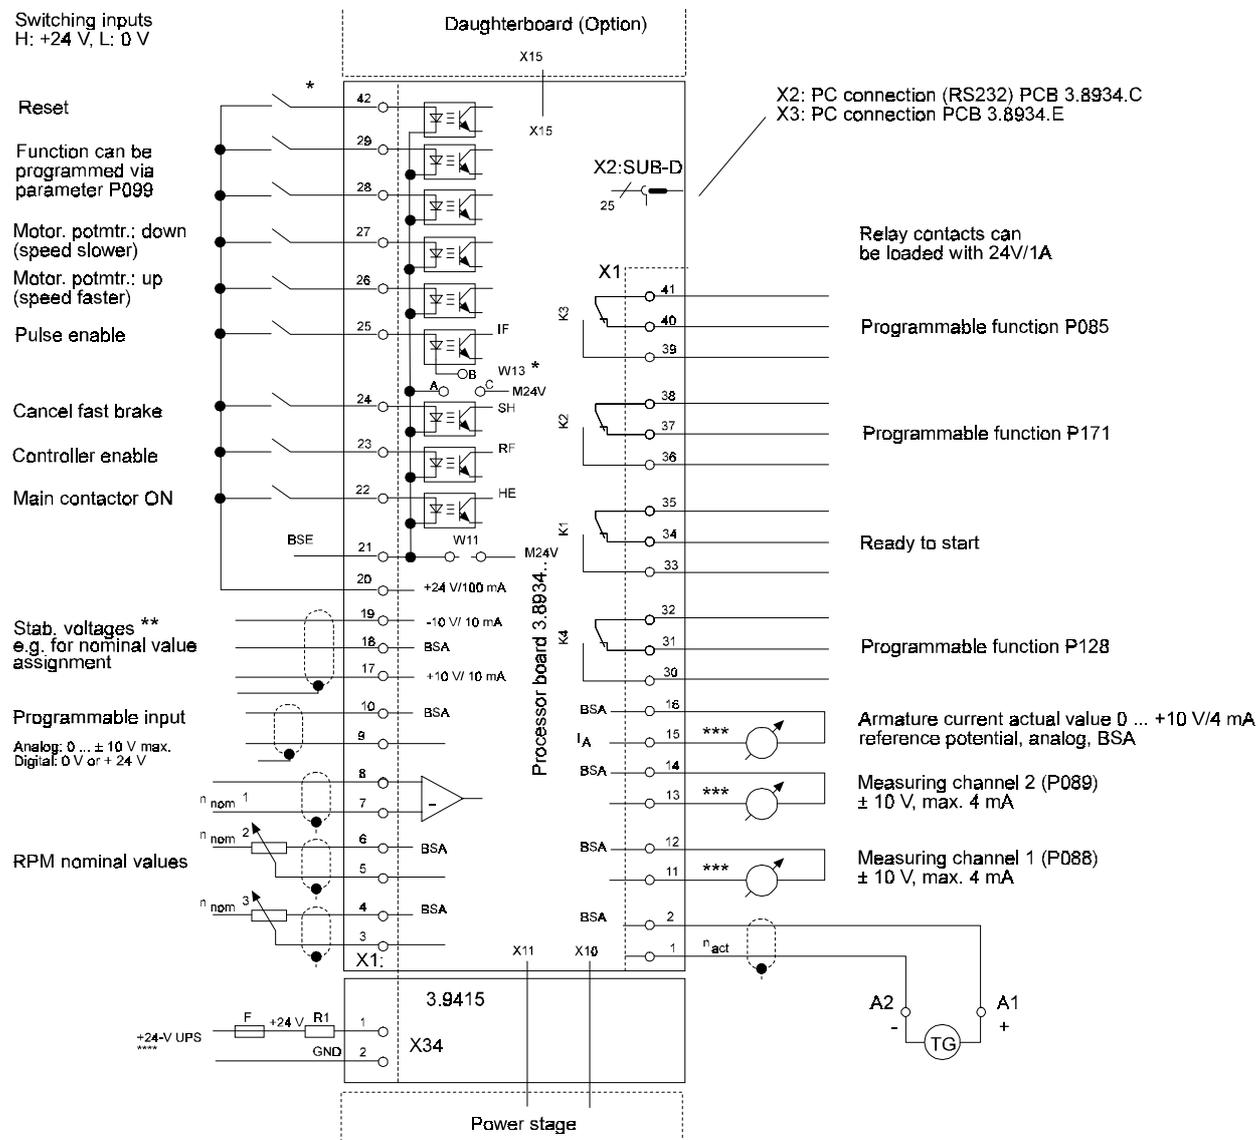 Switching inputs
H: +24 V, L: 0 V
Daughterboard (Option)
X15
X15
X2: PC connection (RS232) PCB 3.8934.C
X3: PC connection PCB 3.8934.E
X2:SUB-D
25
Reset
*
42
Function can be
programmed via
parameter P099
29
28
Motor. potmtr.: down
(speed slower)
27
Motor. potmtr.: up
(speed faster)
26
Pulse enable
25
IF
B
W13 *
A
C
M24V
Cancel fast brake
24
SH
Controller enable
23
RF
Main contactor ON
22
HE
BSE
21
W11
M24V
20
+24 V/100 mA
Stab. voltages **
e.g. for nominal value
assignment
19
-10 V/ 10 mA
18
BSA
17
+10 V/ 10 mA
Programmable input
Analog: 0 ... ± 10 V max.
Digital: 0 V or + 24 V
10
BSA
9
8
n nom 1
7
-
RPM nominal values
n nom 2
6
BSA
5
n nom 3
4
BSA
3
X1:
Processor board 3.8934..
Relay contacts can
be loaded with 24V/1A
X1
K3
41
40
39
Programmable function P085
K2
38
37
36
Programmable function P171
K1
35
34
33
Ready to start
K4
32
31
30
Programmable function P128
BSA
16
IA
15
***
Armature current actual value 0 ... +10 V/4 mA
reference potential, analog, BSA
BSA
14
13
***
Measuring channel 2 (P089)
± 10 V, max. 4 mA
BSA
12
11
***
Measuring channel 1 (P088)
± 10 V, max. 4 mA
BSA
2
1
n act
X11
X10
A2
-
A1
+
TG
3.9415
X34
+24-V UPS
****
F
+24 V
R1
1
GND
2
Power stage